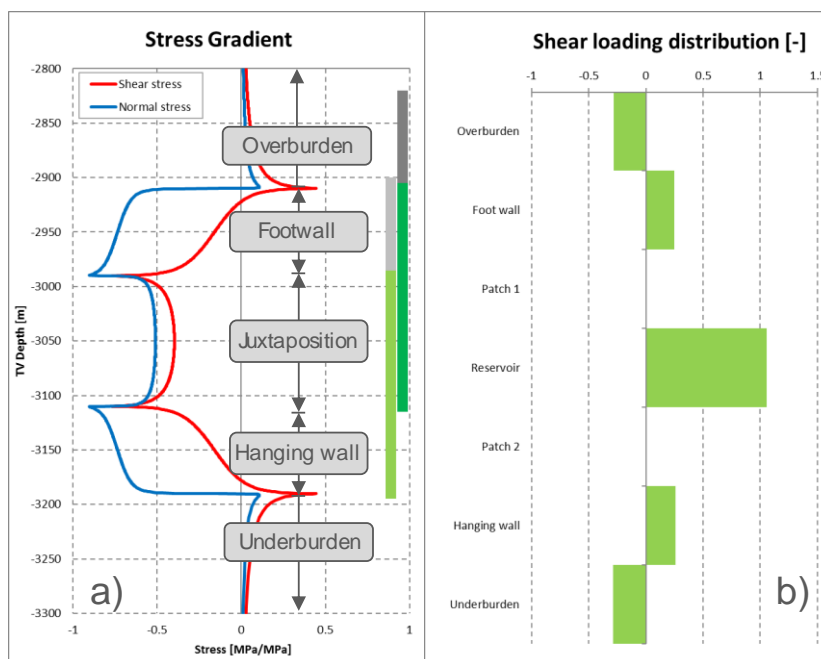 Stress Gradient
Shear stress
Normal stress
-2800
-2850
-2900
-2950
-3000
-3050
-3100
-3150
-3200
-3250
-3300
TV Depth [m]
Overburden
Footwall
Juxtaposition
Hanging wall
Underburden
a)
-1
-0.5
0
0.5
1
Stress [MPa/MPa]
Shear loading distribution [-]
-1
-0.5
0
0.5
1
1.5
Overburden
Foot wall
Patch 1
Reservoir
Patch 2
Hanging wall
Underburden
b)